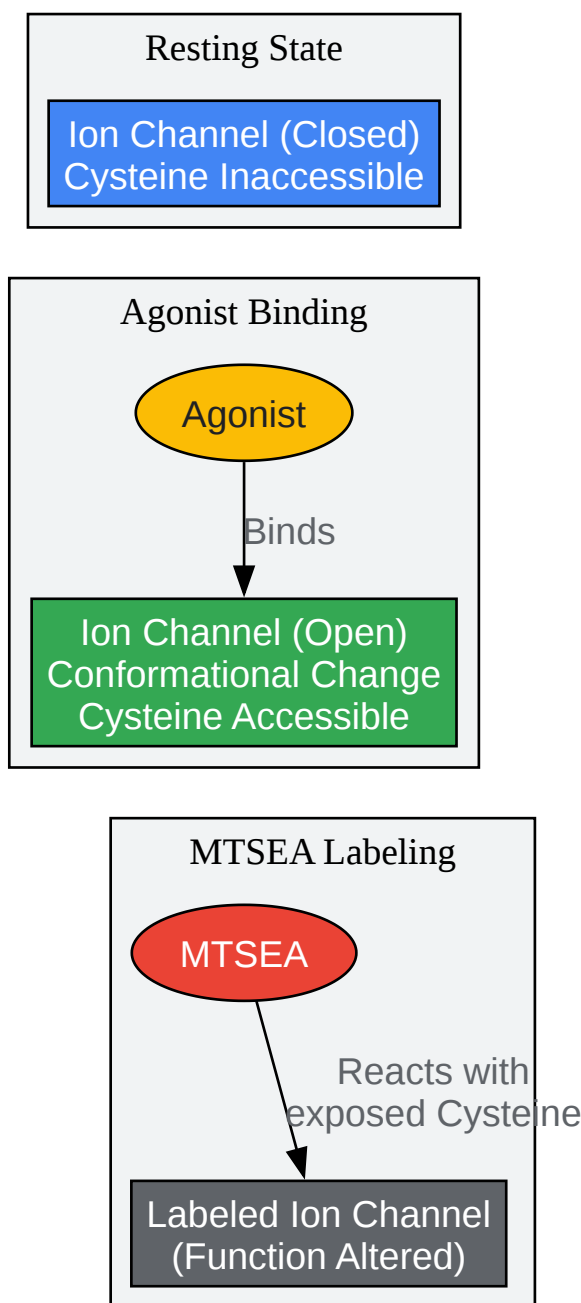 Resting State
Ion Channel (Closed)
Cysteine Inaccessible
Agonist Binding
Agonist
Binds
Ion Channel (Open)
Conformational Change
Cysteine Accessible
MTSEA Labeling
MTSEA
Reacts with
exposed Cysteine
Labeled Ion Channel
(Function Altered)